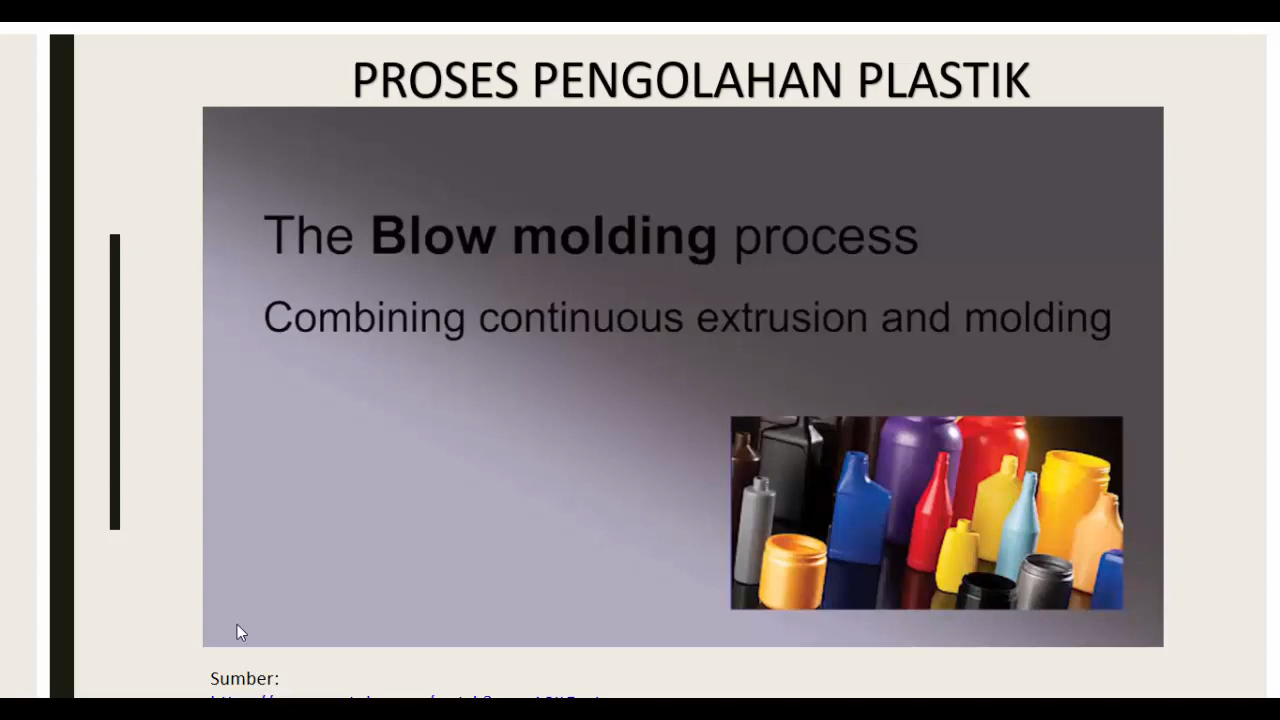 PROSES PENGOLAHAN PLASTIK
The Blow molding process
Combining continuous extrusion and molding
Sumber: